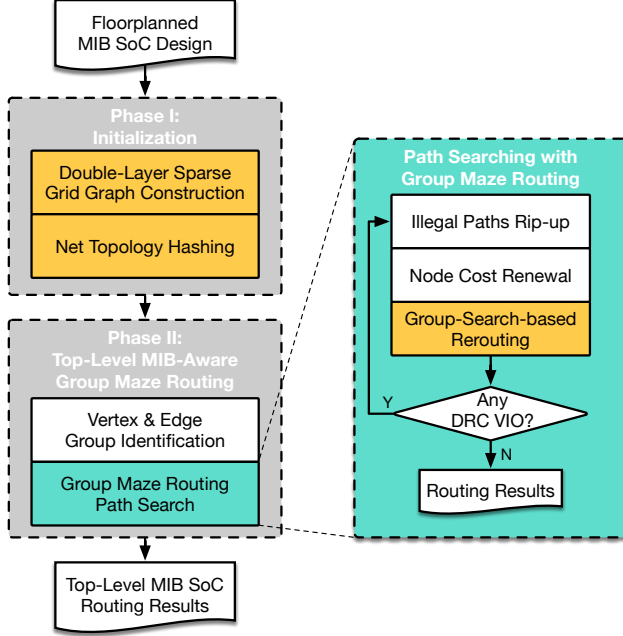 Floorplanned
MIB SoC Design
Phase I:
Initialization
Double-Layer Sparse
Grid Graph Construction
Net Topology Hashing
Phase II:
Top-Level MIB-Aware
Group Maze Routing
Vertex & Edge
Group Identification
Group Maze Routing
Path Search
Top-Level MIB SoC
Routing Results
Path Searching with
Group Maze Routing
Illegal Paths Rip-up
Node Cost Renewal
Group-Search-based
Rerouting
Any
DRC VIO?
Y
N
Routing Results